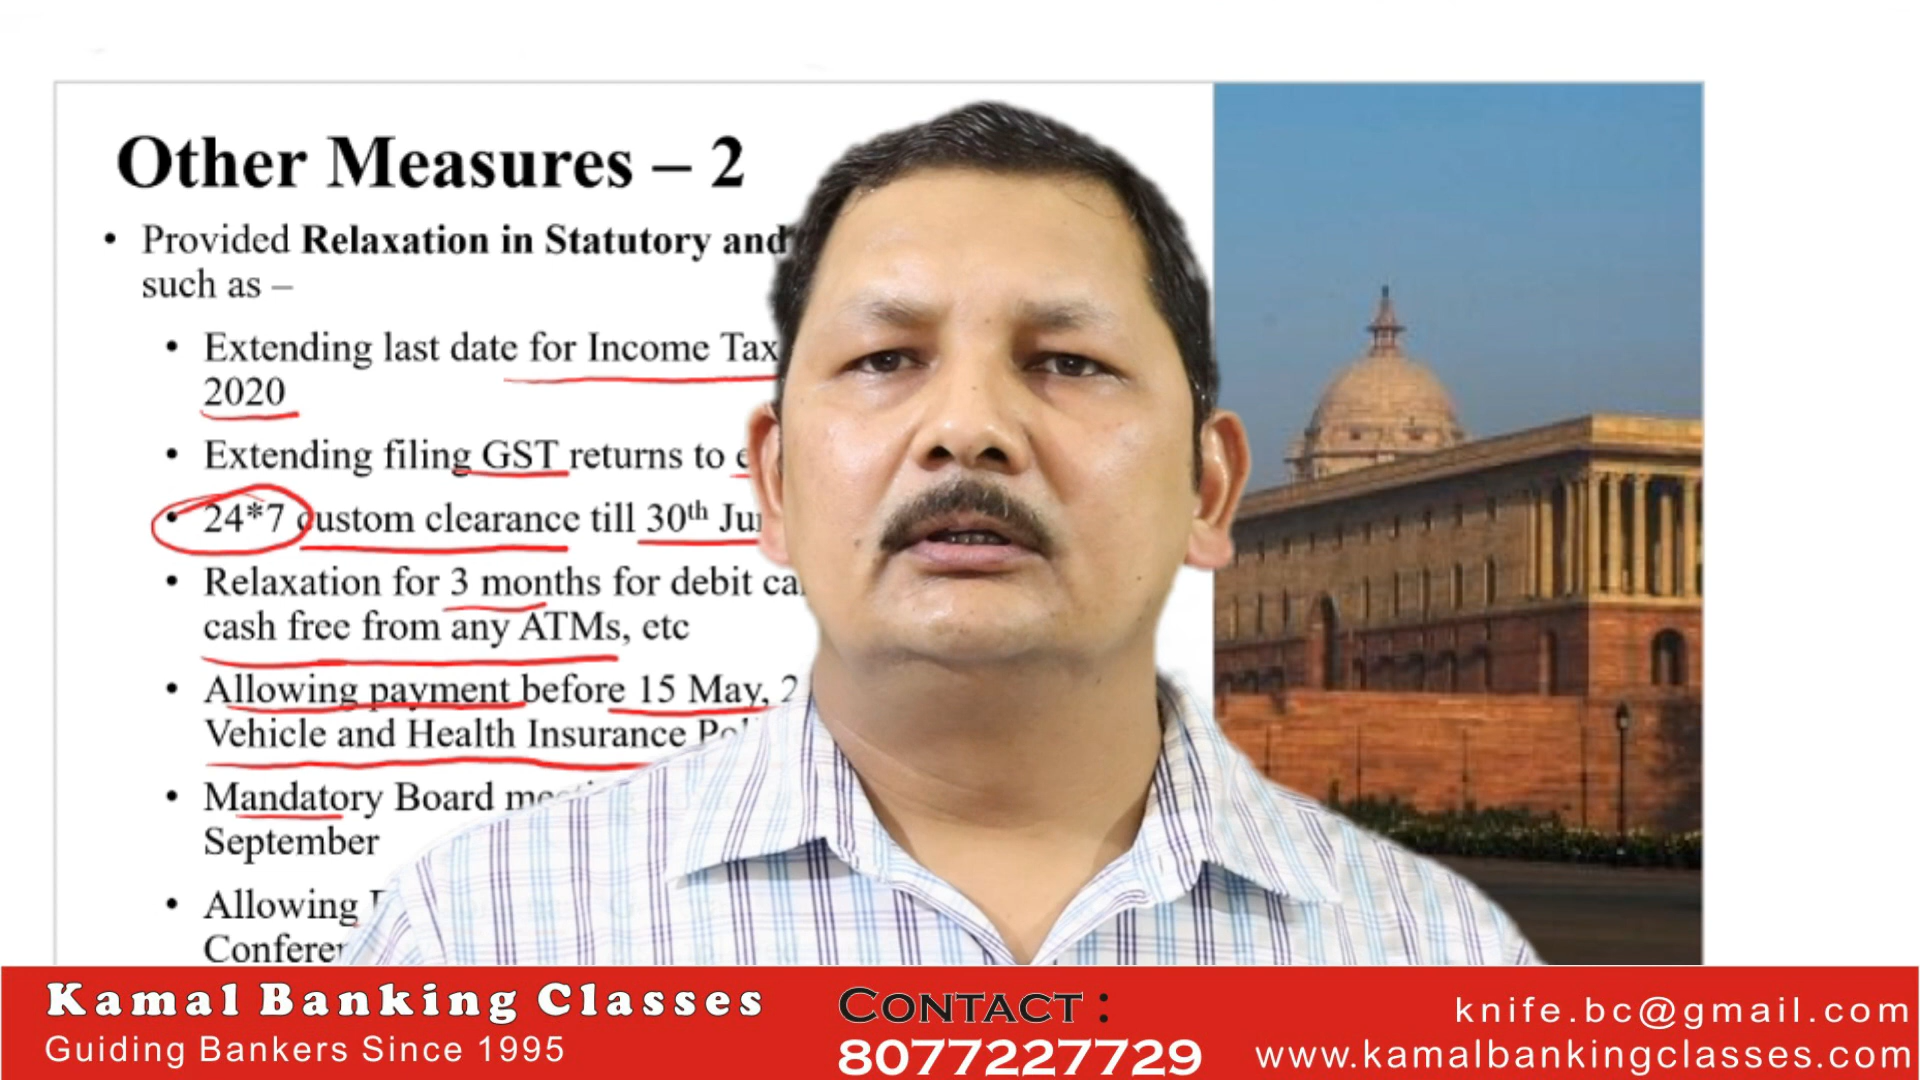 Other Measures – 2
• Provided Relaxation in Statutory and
such as –
• Extending last date for Income Tax
2020
• Extending filing GST returns to
• 24*7 custom clearance till 30th
• Relaxation for 3 months for debit
cash free from any ATMs, etc
• Allowing payment before 15 May,
Vehicle and Health Insurance
• Mandatory Board
September
• Allowing
Kamal Banking Classes
Guiding Bankers Since 1995
CONTACT :
8077227729
knife.bc@gmail.com
www.kamalbankingclasses.com